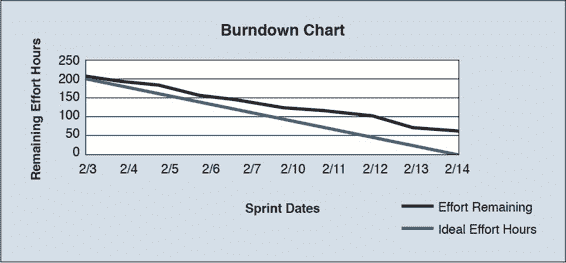 Burndown Chart
Remaining Effort Hours
250
200
150
100
50
0
2/3 2/4 2/5 2/6 2/7 2/10 2/11 2/12 2/13 2/14
Sprint Dates
Effort Remaining
Ideal Effort Hours